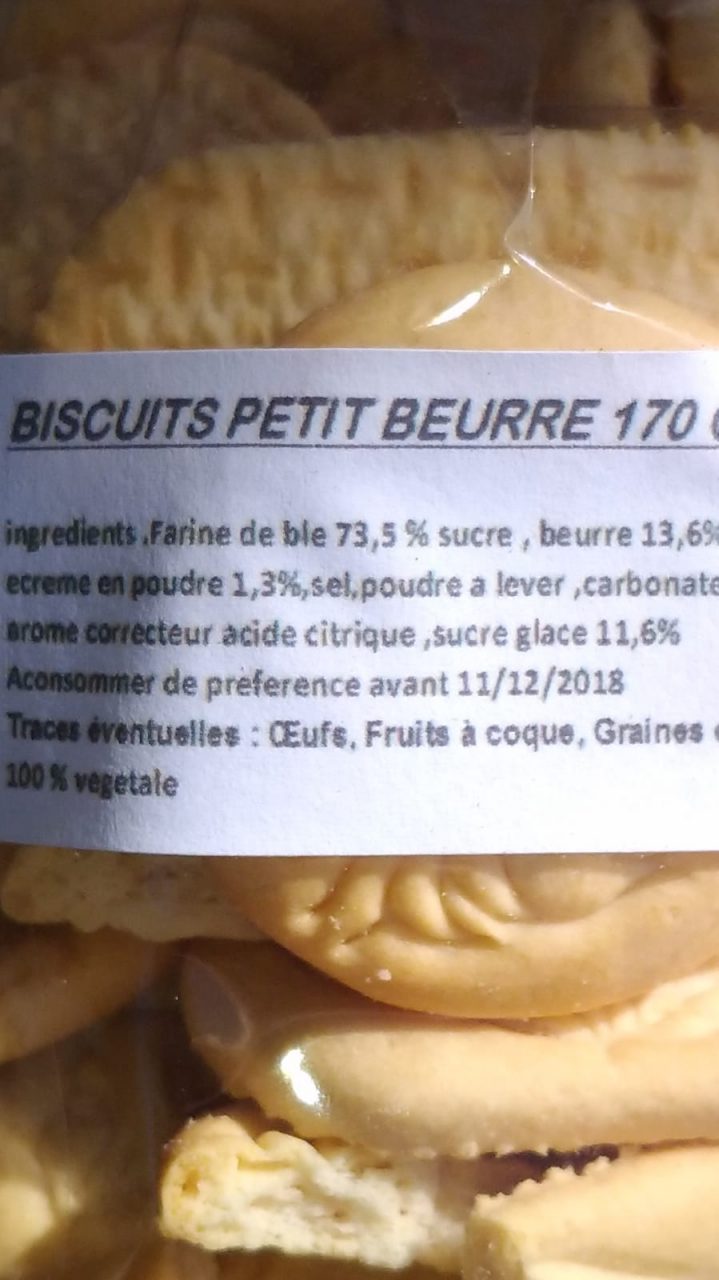 BISCUITS PETIT BEURRE 170
ingredients .Farine de ble 73,5 % sucre , beurre 13,6%
ecreme en poudre 1,3%,sel,poudre a lever ,carbonate
arome correcteur acide citrique ,sucre glace 11,6%
Aconsommer de preference avant 11/12/2018
Traces éventuelles : Œufs, Fruits à coque, Graines
100 % vegetale